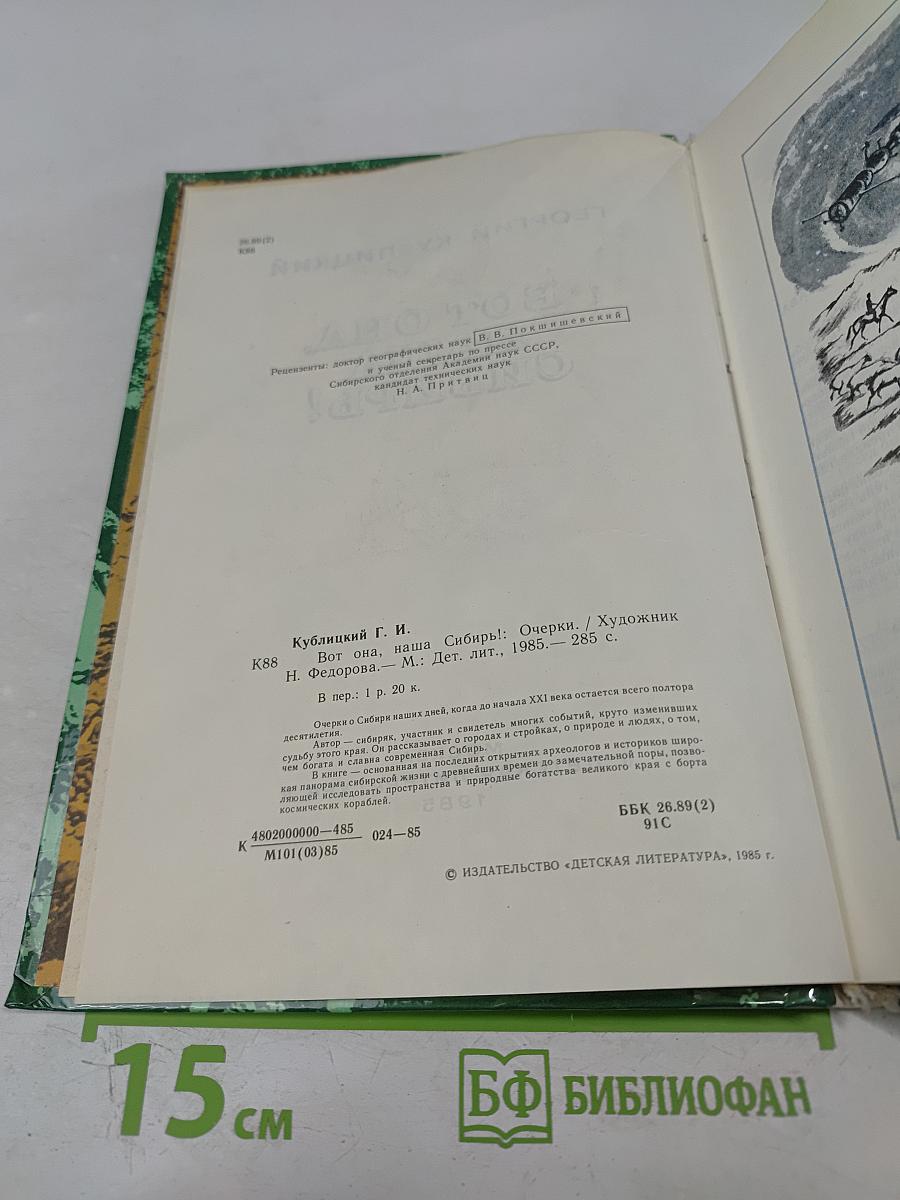 26.89(2)
К88
Рецензенты: доктор географических наук В. В. Покшишевский
и ученый секретарь по прессе
Сибирского отделения Академии наук СССР,
кандидат технических наук
Н. А. Притвиц
Кублицкий Г. И.
К88 Вот она, наша Сибирь!: Очерки. / Художник
Н. Федорова.— М.: Дет. лит., 1985.— 285 с.
В пер.: 1 р. 20 к.
Очерки о Сибири наших дней, когда до начала XXI века остается всего полтора
десятилетия.
Автор — сибиряк, участник и свидетель многих событий, круто изменивших
судьбу этого края. Он рассказывает о городах и стройках, о природе и людях, о том,
чем богата и славна современная Сибирь.
В книге — основанная на последних открытиях археологов и историков широ-
кая панорама сибирской жизни с древнейших времен до замечательной поры, позво-
ляющей исследовать пространства и природные богатства великого края с борта
космических кораблей.
К 4802000000—485 024—85
М101(03)85
ББК 26.89(2)
91С
© ИЗДАТЕЛЬСТВО «ДЕТСКАЯ ЛИТЕРАТУРА», 1985 г.
15 см
БФ БИБЛИОФАН